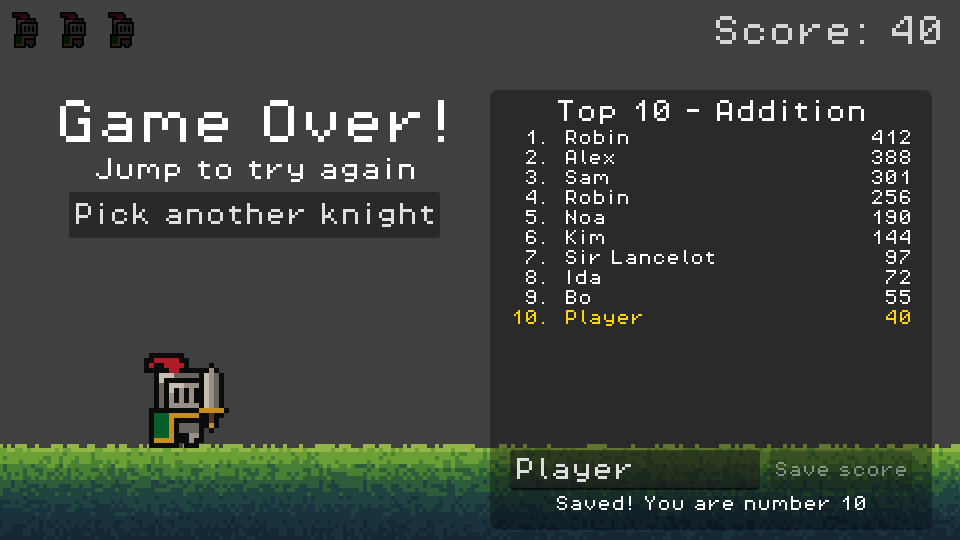 Score: 40
Game Over!
Jump to try again
Pick another knight
Top 10 - Addition
1. Robin 412
2. Alex 388
3. Sam 301
4. Robin 256
5. Noa 190
6. Kim 144
7. Sir Lancelot 97
8. Ida 72
9. Bo 55
10. Player 40
Player Save score
Saved! You are number 10